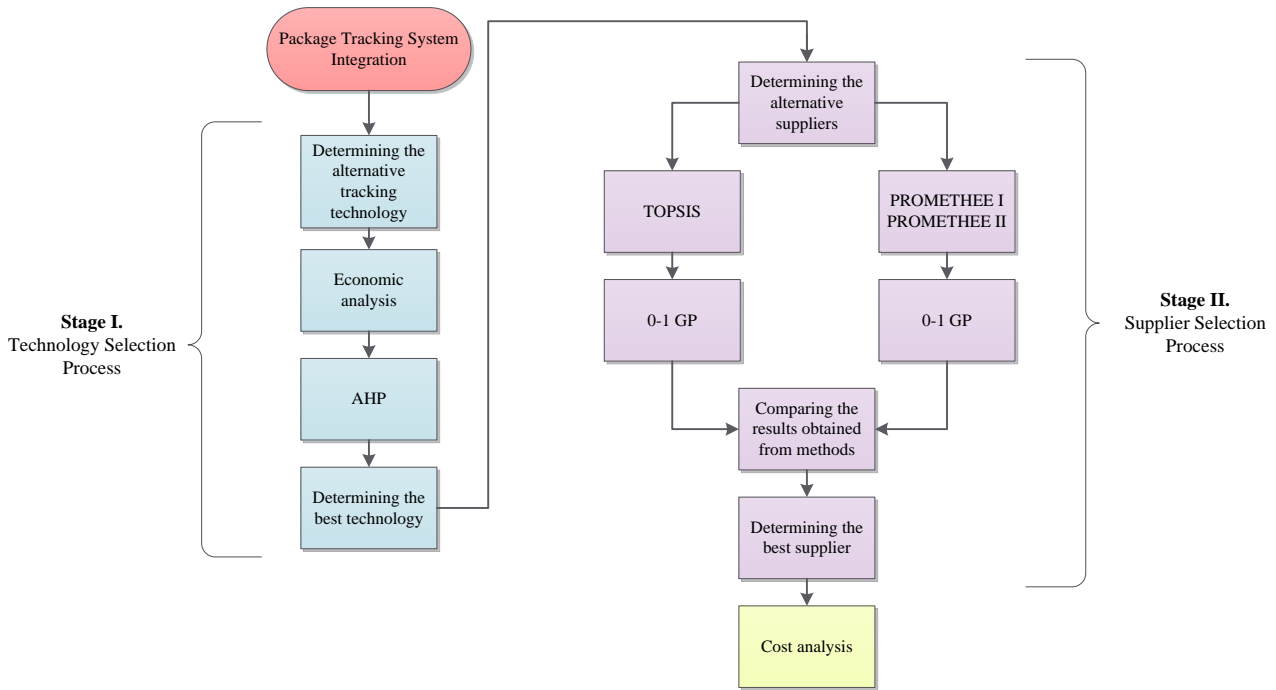 Package Tracking System
Integration
Stage I.
Technology Selection
Process
Determining the
alternative
tracking
technology
Economic
analysis
AHP
Determining the
best technology
Determining the
alternative
suppliers
TOPSIS
PROMETHEE I
PROMETHEE II
0-1 GP
0-1 GP
Comparing the
results obtained
from methods
Determining the
best supplier
Cost analysis
Stage II.
Supplier Selection
Process